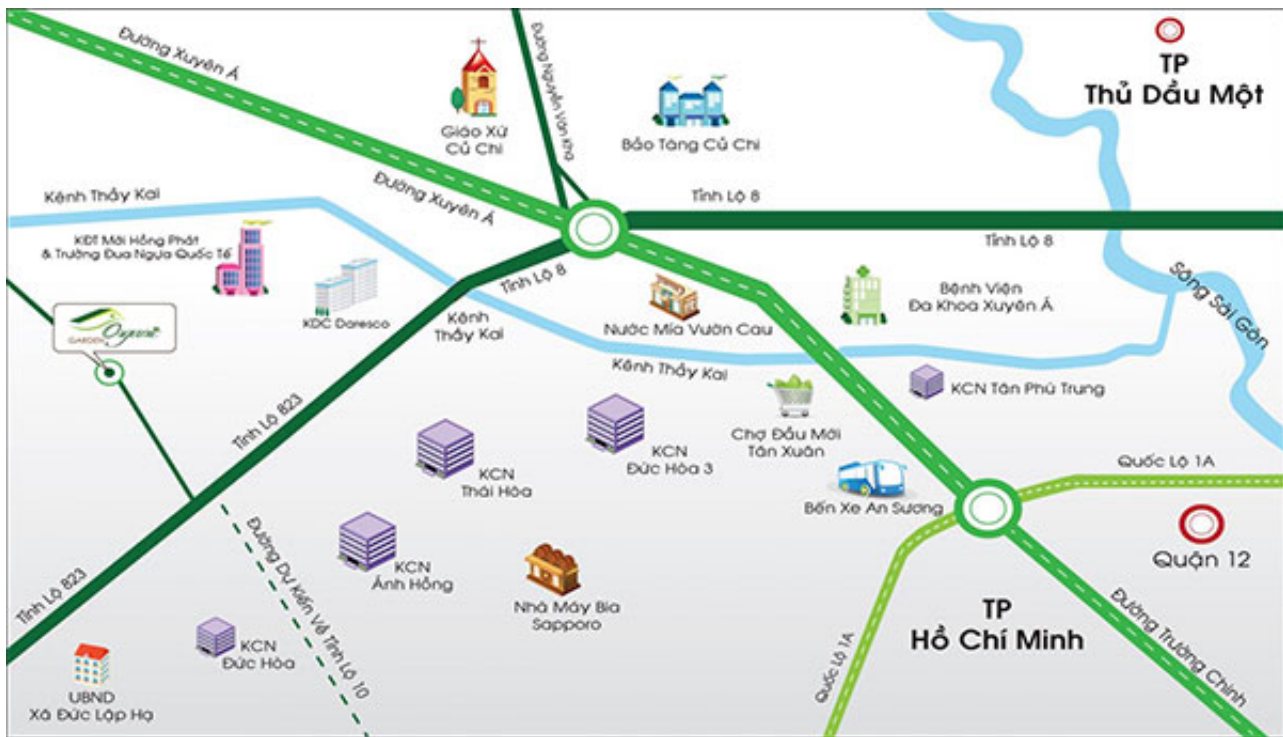 Đường Xuyên Á
Đường Nguyễn Văn Khạ
TP
Thủ Dầu Một
Giáo Xứ
Củ Chi
Bảo Tàng Củ Chi
Đường Xuyên Á
Kênh Thầy Kai
Tỉnh Lộ 8
Tỉnh Lộ 8
KĐT Mới Hồng Phát
& Trường Đua Ngựa Quốc Tế
Tỉnh Lộ 8
Sông Sài Gòn
Bệnh Viện
Đa Khoa Xuyên Á
KDC Daresco
Kênh
Thầy Kai
Nước Mía Vườn Cau
GARDEN
Kênh Thầy Kai
KCN Tân Phú Trung
Tỉnh Lộ 823
Chợ Đầu Mối
Tân Xuân
KCN
Đức Hòa 3
KCN
Thái Hòa
Quốc Lộ 1A
Bến Xe An Sương
Quận 12
KCN
Ánh Hồng
Đường Dự Kiến Về Tỉnh Lộ 10
Tỉnh Lộ 823
Nhà Máy Bia
Sapporo
TP
Hồ Chí Minh
Đường Trường Chinh
KCN
Đức Hòa
Quốc Lộ 1A
UBND
Xã Đức Lập Hạ